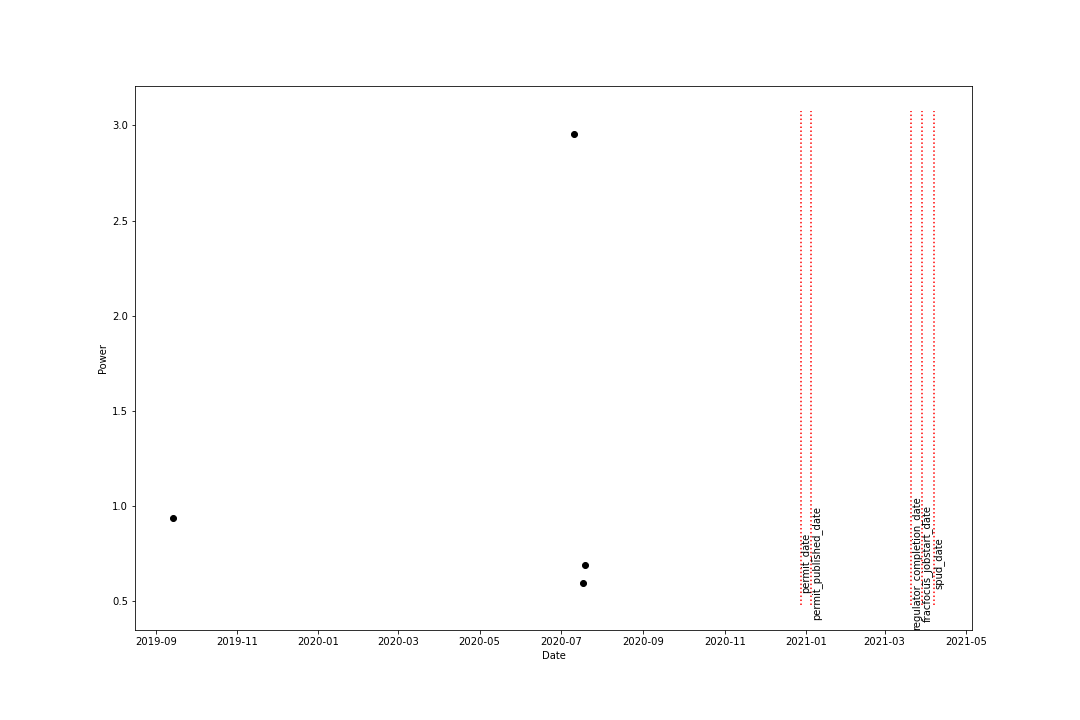 3.0
2.5
2.0
1.5
1.0
0.5
Power
permit_date
permit_published_date
regulator_completion_date
fracfocus_jobstart_date
spud_date
2019-09 2019-11 2020-01 2020-03 2020-05 2020-07 2020-09 2020-11 2021-01 2021-03 2021-05
Date